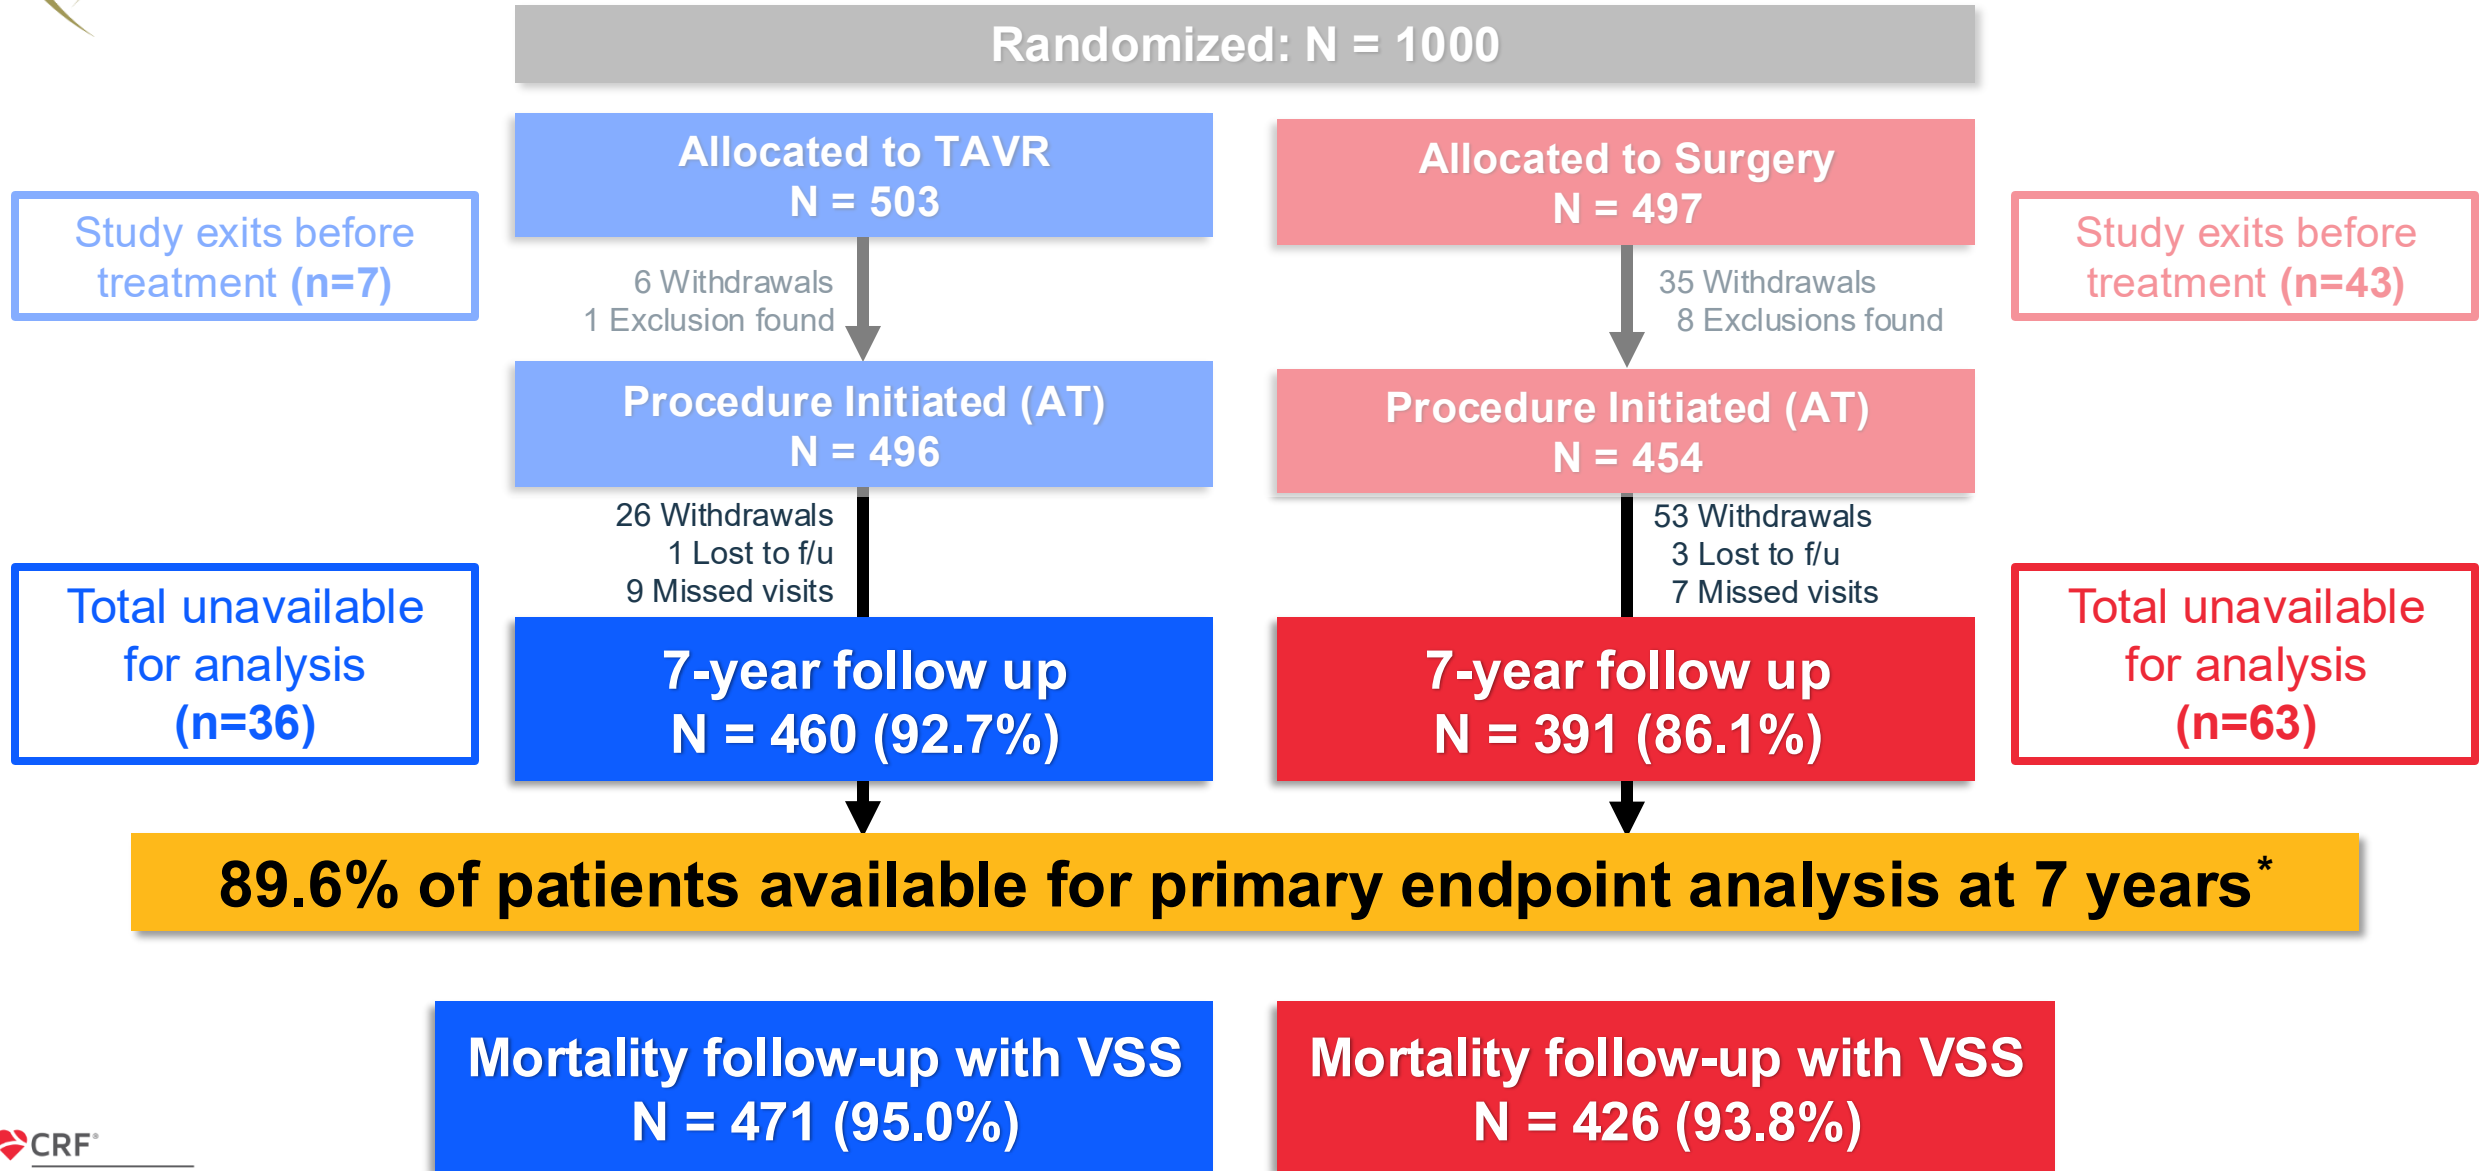 Randomized: N = 1000
Allocated to TAVR
N = 503
Allocated to Surgery
N = 497
Study exits before
treatment (n=7)
6 Withdrawals
1 Exclusion found
35 Withdrawals
8 Exclusions found
Study exits before
treatment (n=43)
Procedure Initiated (AT)
N = 496
Procedure Initiated (AT)
N = 454
26 Withdrawals
1 Lost to f/u
9 Missed visits
53 Withdrawals
3 Lost to f/u
7 Missed visits
Total unavailable
for analysis
(n=36)
7-year follow up
N = 460 (92.7%)
7-year follow up
N = 391 (86.1%)
Total unavailable
for analysis
(n=63)
89.6% of patients available for primary endpoint analysis at 7 years*
Mortality follow-up with VSS
N = 471 (95.0%)
Mortality follow-up with VSS
N = 426 (93.8%)
CRF®